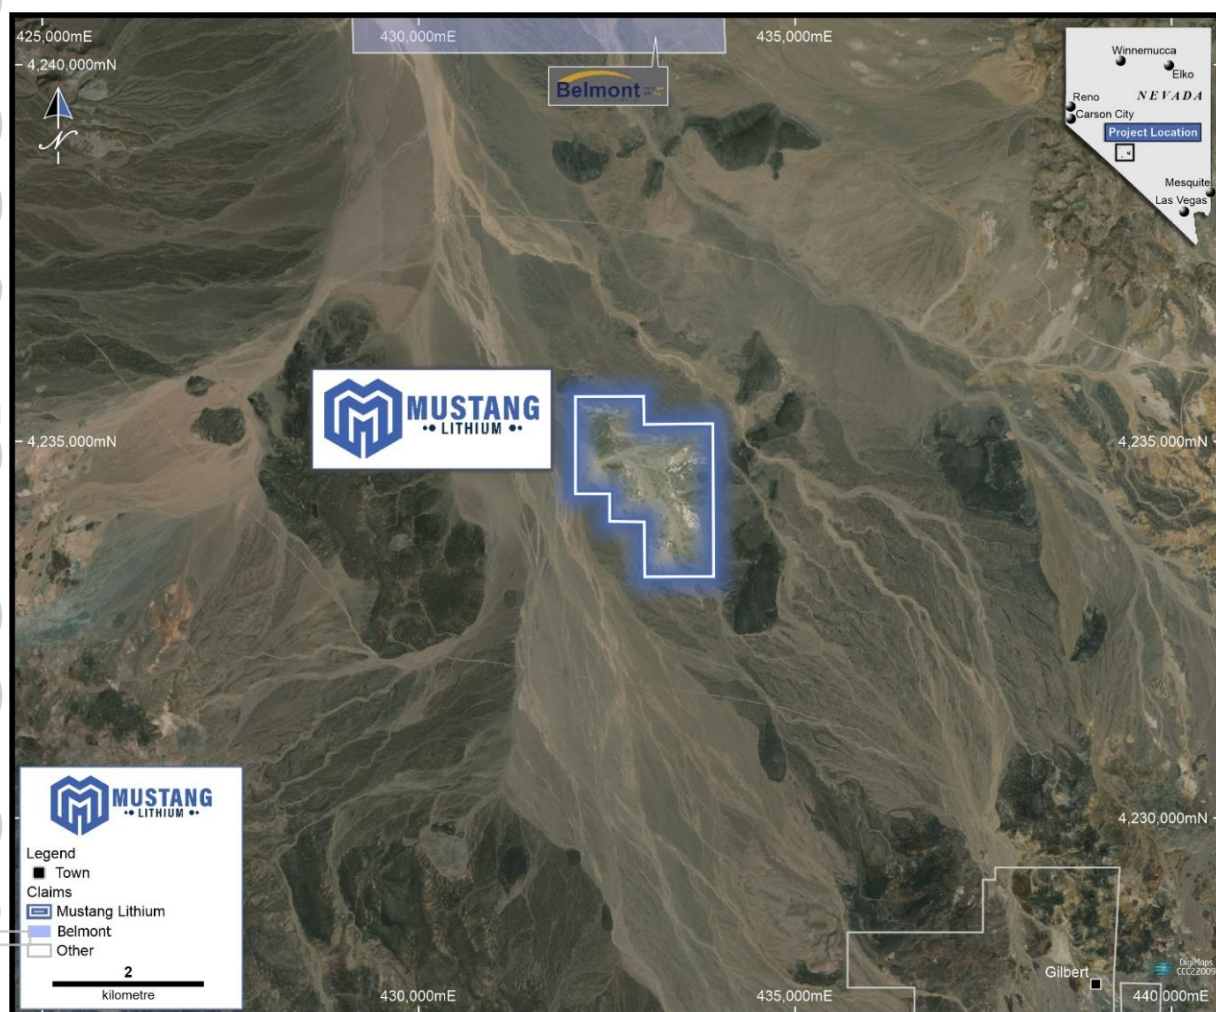 425,000mE
430,000mE
435,000mE
4,240,000mN
N
Belmont
Winnemucca
Elko
NEVADA
Reno
Carson City
Project Location
Mesquite
Las Vegas
MUSTANG
LITHIUM
4,235,000mN
4,235,000mN
4,230,000mN
MUSTANG
LITHIUM
Legend
Town
Claims
Mustang Lithium
Belmont
Other
2
kilometre
Gilbert
DigiMaps
CCC22009
430,000mE
435,000mE
440,000mE